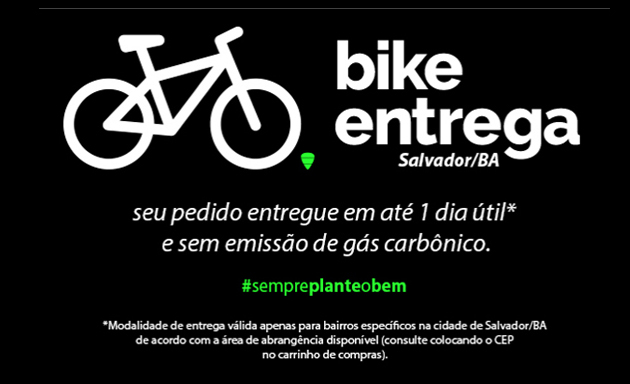 bike
entrega
Salvador/BA
seu pedido entregue em até 1 dia útil*
e sem emissão de gás carbônico.
#sempreplanteobem
*Modalidade de entrega válida apenas para bairros específicos na cidade de Salvador/BA
de acordo com a área de abrangência disponível (consulte colocando o CEP
no carrinho de compras).